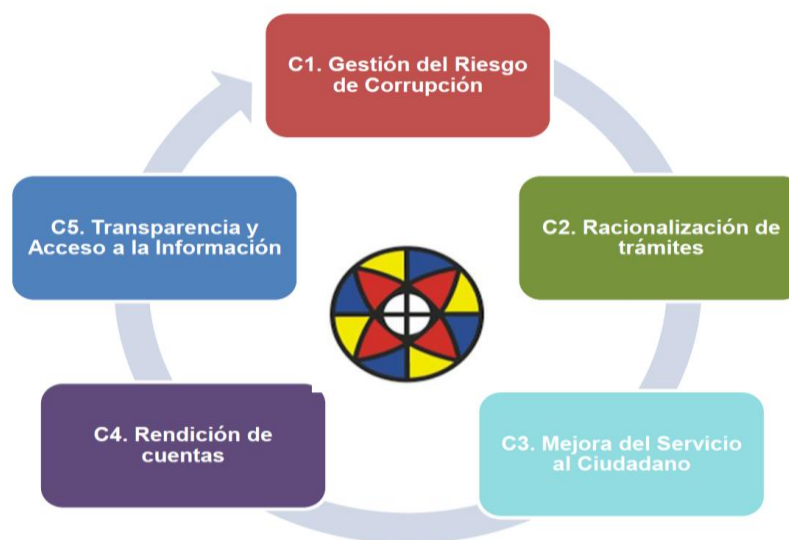 C1. Gestión del Riesgo
de Corrupción
C2. Racionalización de
trámites
C3. Mejora del Servicio
al Ciudadano
C4. Rendición de
cuentas
C5. Transparencia y
Acceso a la Información